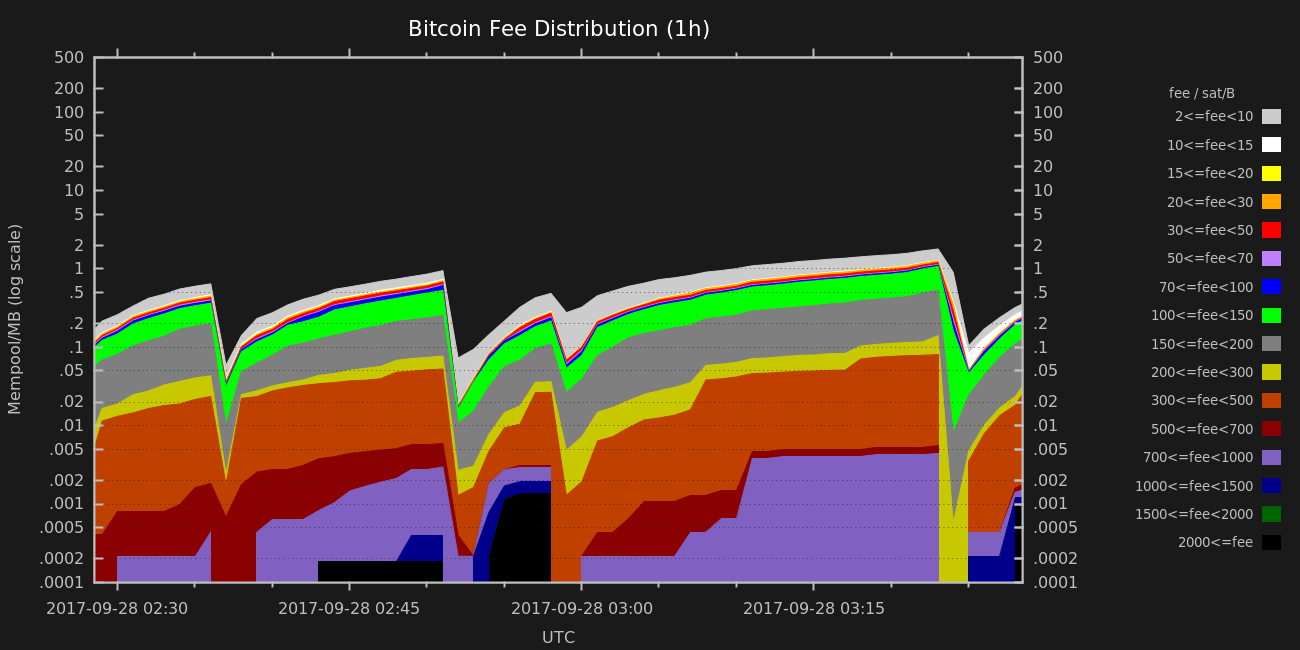 Bitcoin Fee Distribution (1h)
500
200
100
50
20
10
5
2
1
.5
.2
.1
.05
.02
.01
.005
.002
.001
.0005
.0002
.0001
Mempool/MB (log scale)
500
200
100
50
20
10
5
2
1
.5
.2
.1
.05
.02
.01
.005
.002
.001
.0005
.0002
.0001
2017-09-28 02:30
2017-09-28 02:45
2017-09-28 03:00
2017-09-28 03:15
UTC
fee / sat/B
2<=fee<10
10<=fee<15
15<=fee<20
20<=fee<30
30<=fee<50
50<=fee<70
70<=fee<100
100<=fee<150
150<=fee<200
200<=fee<300
300<=fee<500
500<=fee<700
700<=fee<1000
1000<=fee<1500
1500<=fee<2000
2000<=fee